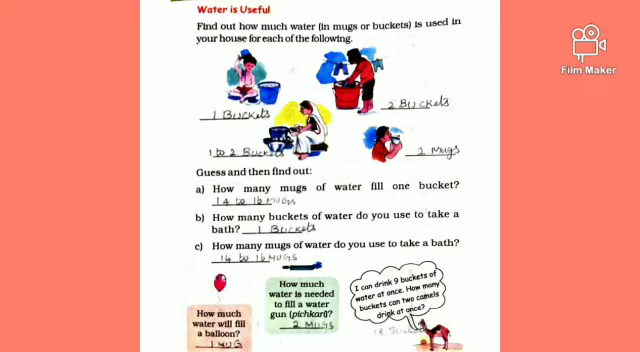 Water is Useful
Find out how much water (in mugs or buckets) is used in
your house for each of the following.
Film Maker
1 Buckets
2 Buckets
1 to 2 Buckets
2 Mugs
Guess and then find out:
a) How many mugs of water fill one bucket?
14 to 16 MUGS
b) How many buckets of water do you use to take a
bath? 1 Buckets
c) How many mugs of water do you use to take a bath?
14 to 16 MUGS
How much
water will fill
a balloon?
1 MUG
How much
water is needed
to fill a water
gun (pichkari)?
2 MUGS
I can drink 9 buckets of
water at once. How many
buckets can two camels
drink at once?